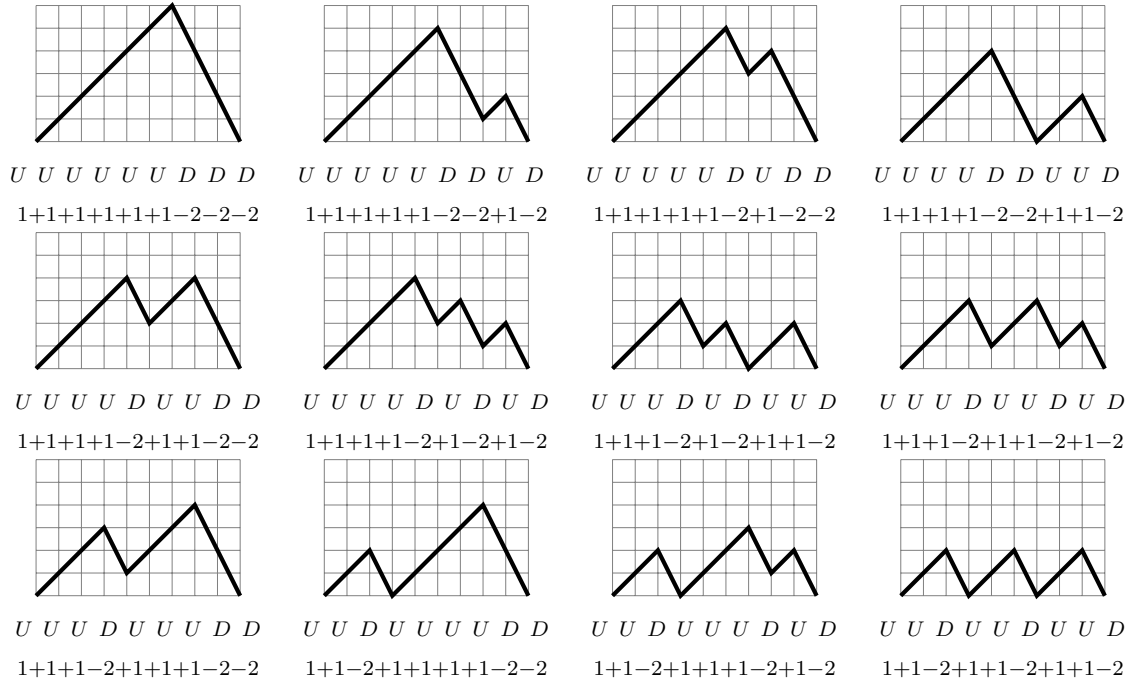 U U U U U U D D D U U U U U D D U D U U U U U D U D D U U U U D D U U D
1+1+1+1+1+1−2−2−2 1+1+1+1+1−2−2+1−2 1+1+1+1+1−2+1−2−2 1+1+1+1−2−2+1+1−2
U U U U D U U D D U U U U D U D U D U U U D U D U U D U U U D U U D U D
1+1+1+1−2+1+1−2−2 1+1+1+1−2+1−2+1−2 1+1+1−2+1−2+1+1−2 1+1+1−2+1+1−2+1−2
U U U D U U U D D U U D U U U U D D U U D U U U D U D U U D U U D U U D
1+1+1−2+1+1+1−2−2 1+1−2+1+1+1+1−2−2 1+1−2+1+1+1−2+1−2 1+1−2+1+1−2+1+1−2